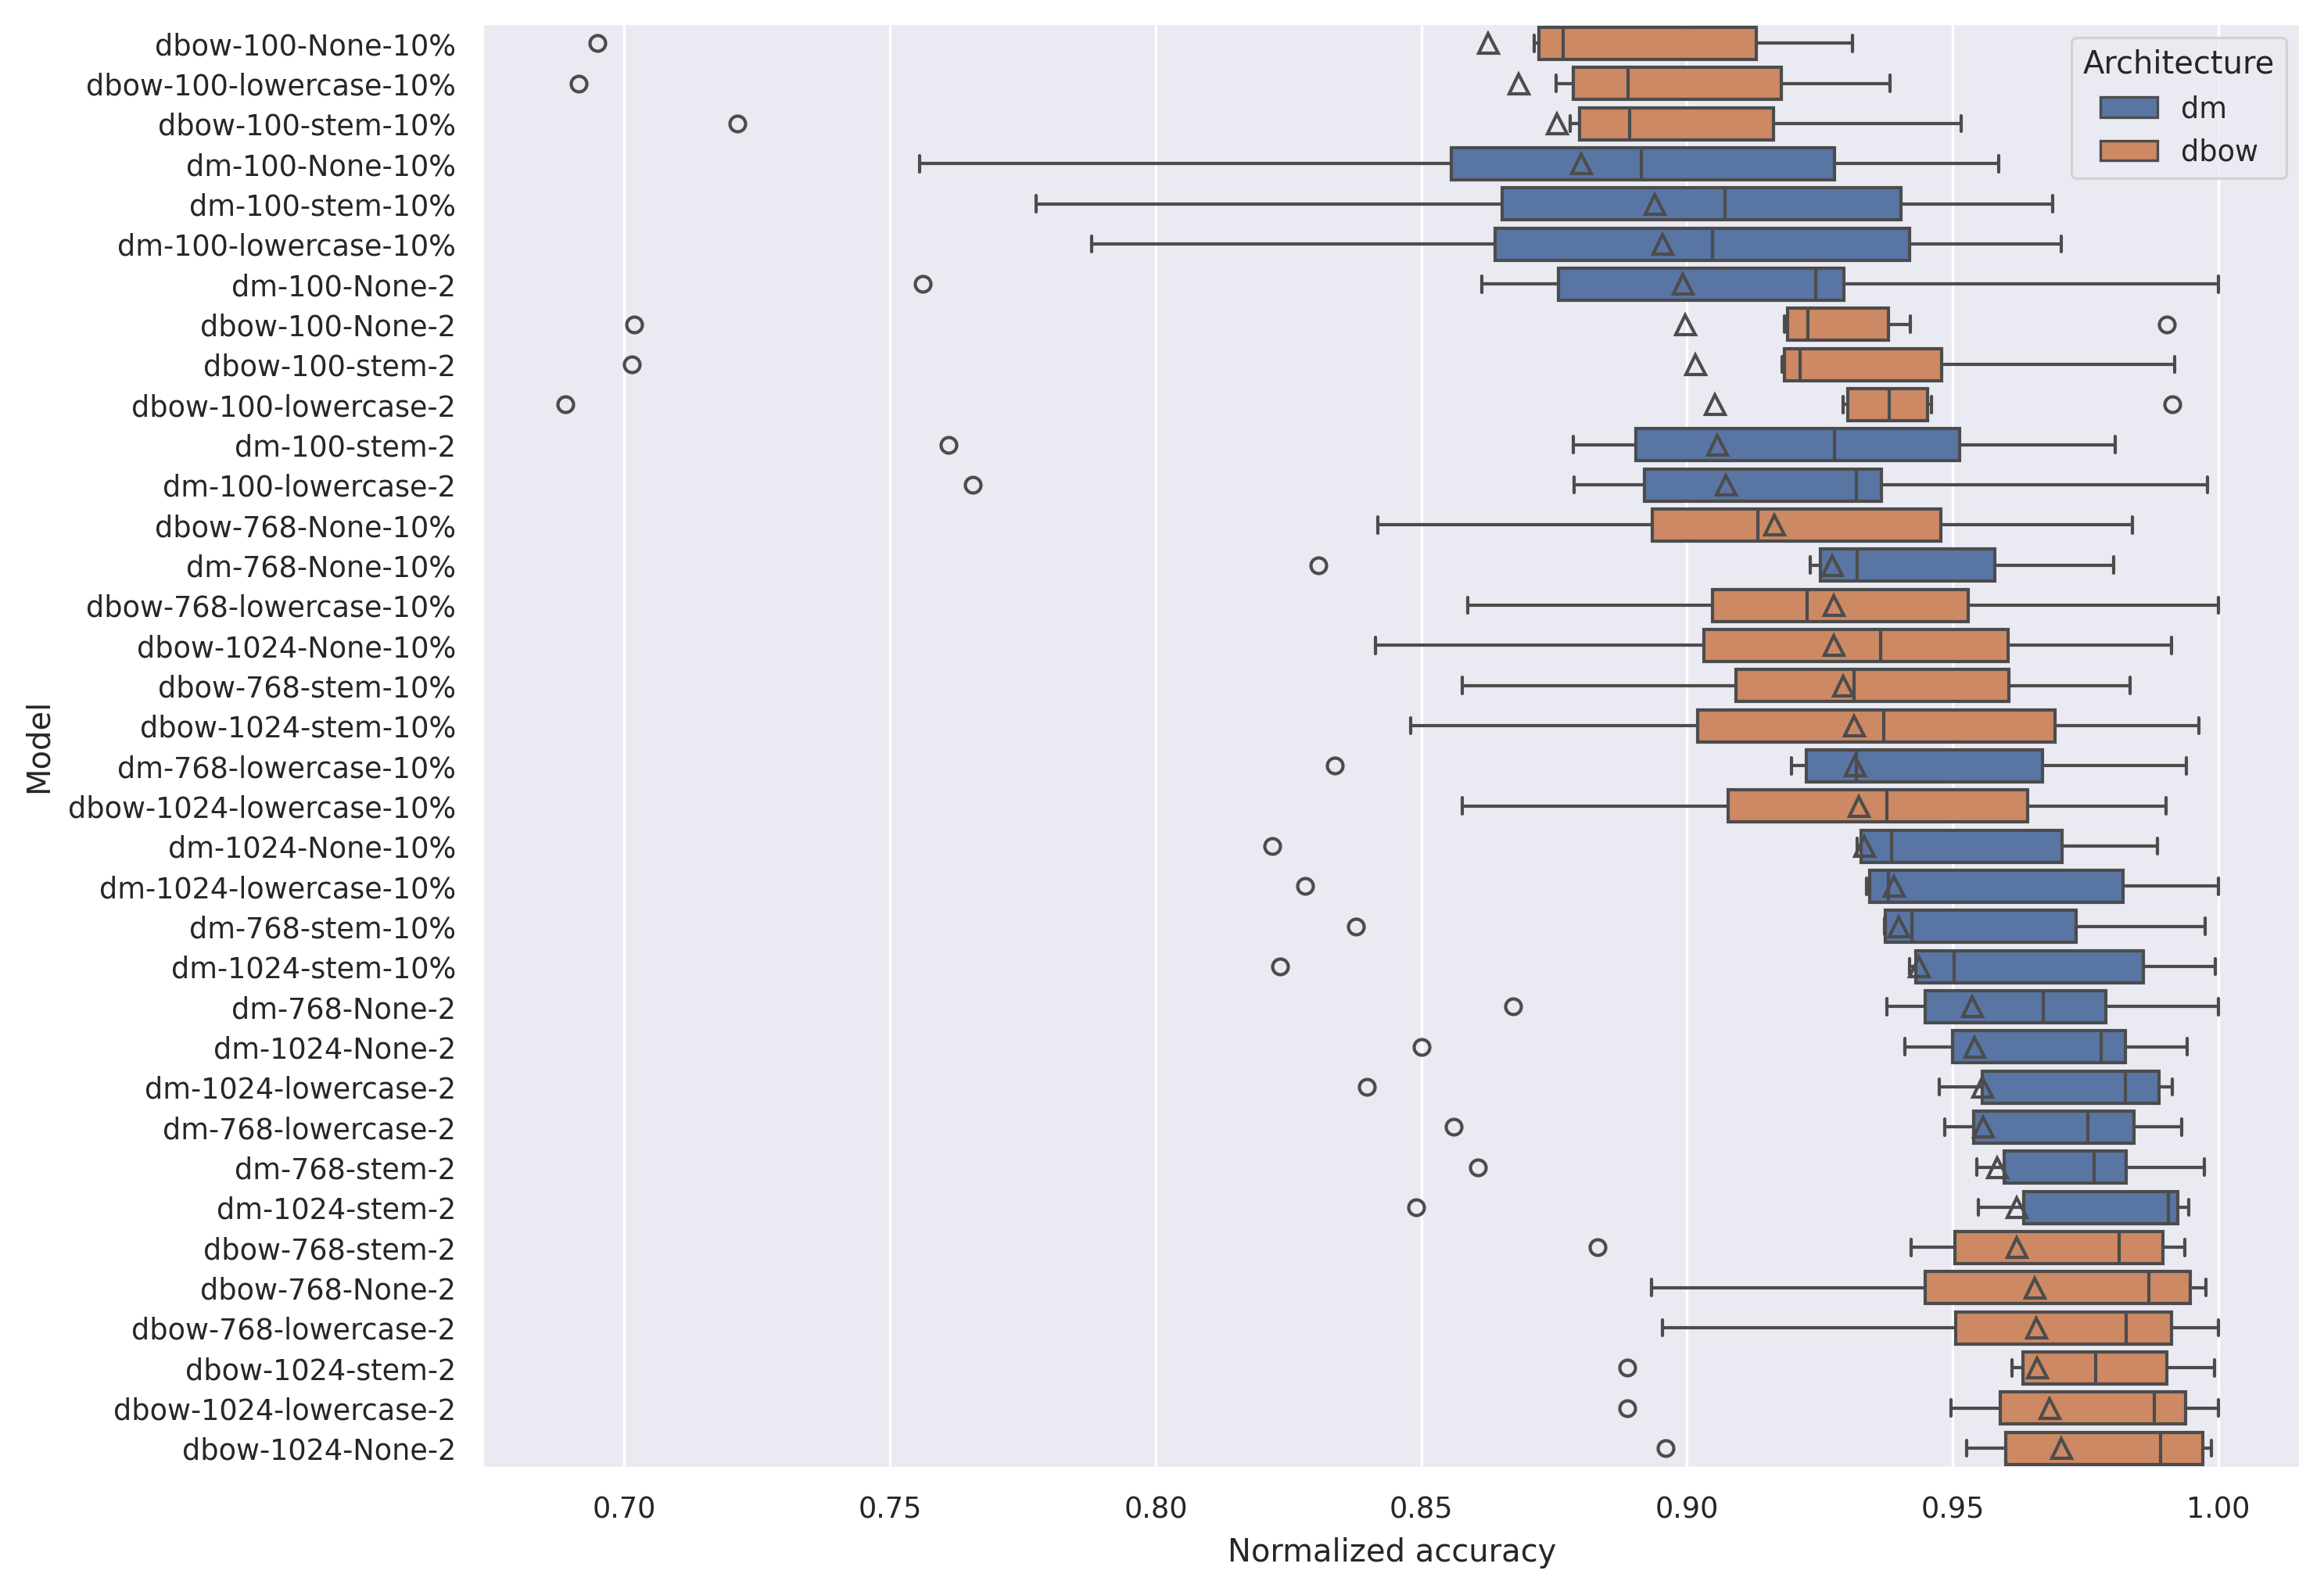 dbow-100-None-10%
dbow-100-lowercase-10%
dbow-100-stem-10%
dm-100-None-10%
dm-100-stem-10%
dm-100-lowercase-10%
dm-100-None-2
dbow-100-None-2
dbow-100-stem-2
dbow-100-lowercase-2
dm-100-stem-2
dm-100-lowercase-2
dbow-768-None-10%
dm-768-None-10%
dbow-768-lowercase-10%
dbow-1024-None-10%
dbow-768-stem-10%
dbow-1024-stem-10%
dm-768-lowercase-10%
dbow-1024-lowercase-10%
dm-1024-None-10%
dm-1024-lowercase-10%
dm-768-stem-10%
dm-1024-stem-10%
dm-768-None-2
dm-1024-None-2
dm-1024-lowercase-2
dm-768-lowercase-2
dm-768-stem-2
dm-1024-stem-2
dbow-768-stem-2
dbow-768-None-2
dbow-768-lowercase-2
dbow-1024-stem-2
dbow-1024-lowercase-2
dbow-1024-None-2
Model
Architecture
dm
dbow
0.70 0.75 0.80 0.85 0.90 0.95 1.00
Normalized accuracy